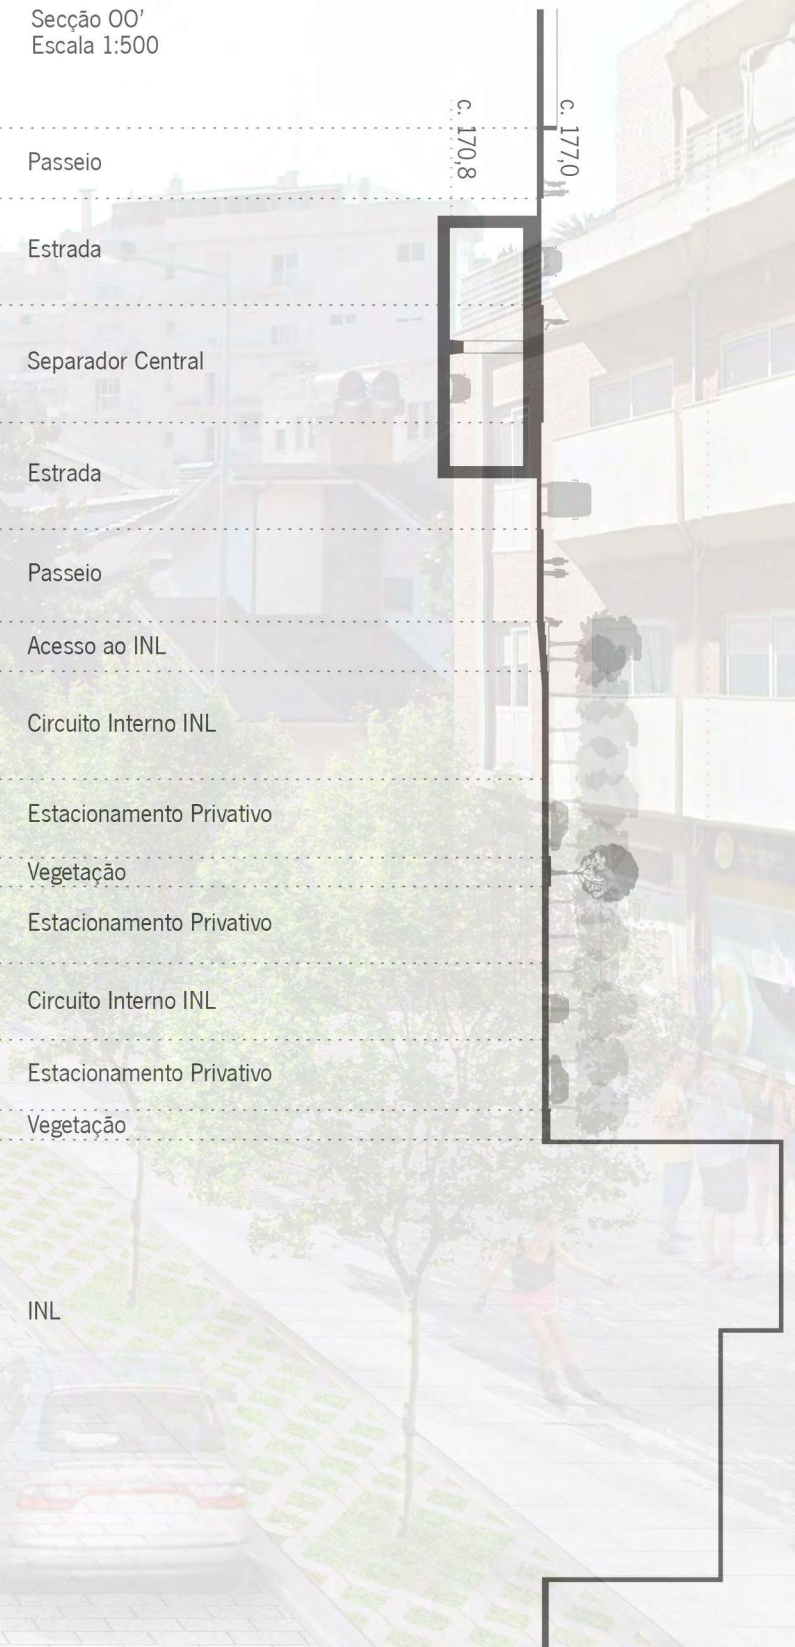 Secção OO’
Escala 1:500
c. 170,8
c. 177,0
Passeio
Estrada
Separador Central
Estrada
Passeio
Acesso ao INL
Circuito Interno INL
Estacionamento Privativo
Vegetação
Estacionamento Privativo
Circuito Interno INL
Estacionamento Privativo
Vegetação
INL